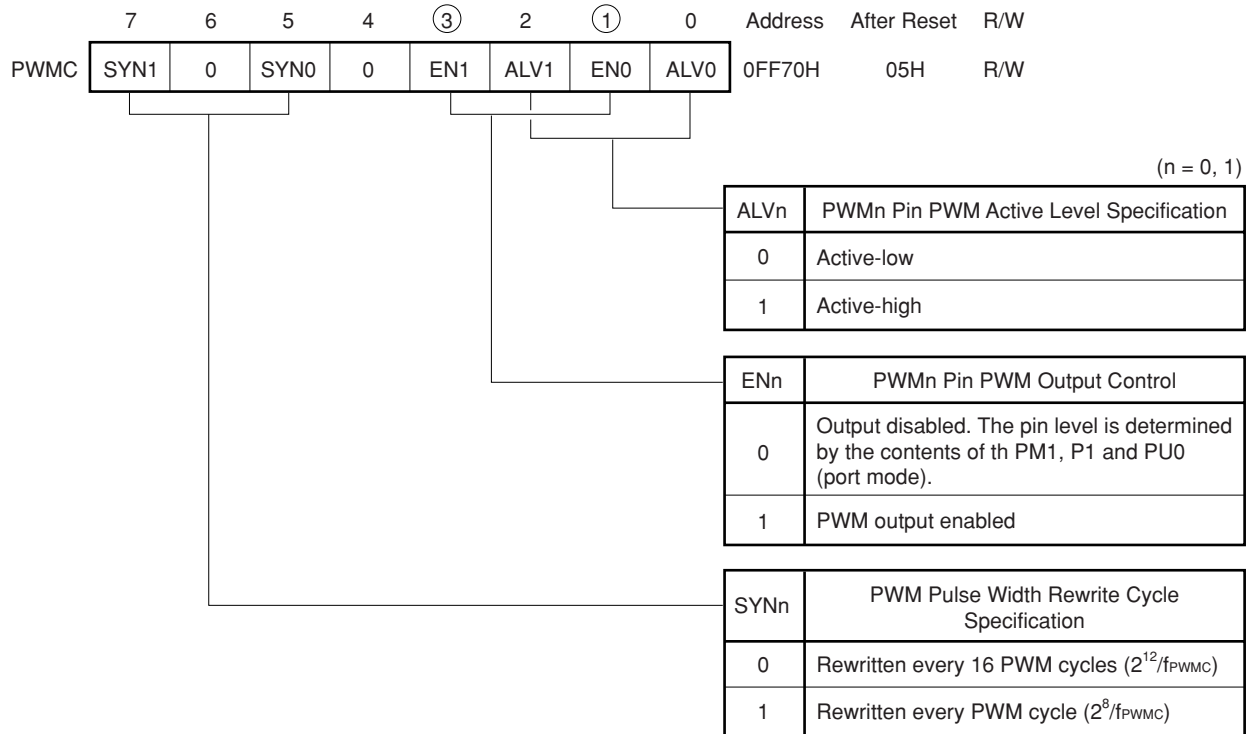 7 6 5 4 ③ 2 ① 0 Address After Reset R/W
PWMC SYN1 0 SYN0 0 EN1 ALV1 EN0 ALV0 0FF70H 05H R/W
(n = 0, 1)
ALVn PWMn Pin PWM Active Level Specification
0 Active-low
1 Active-high
ENn PWMn Pin PWM Output Control
0 Output disabled. The pin level is determined
by the contents of th PM1, P1 and PU0
(port mode).
1 PWM output enabled
SYNn PWM Pulse Width Rewrite Cycle
Specification
0 Rewritten every 16 PWM cycles (2¹²/fPWMC)
1 Rewritten every PWM cycle (2⁸/fPWMC)